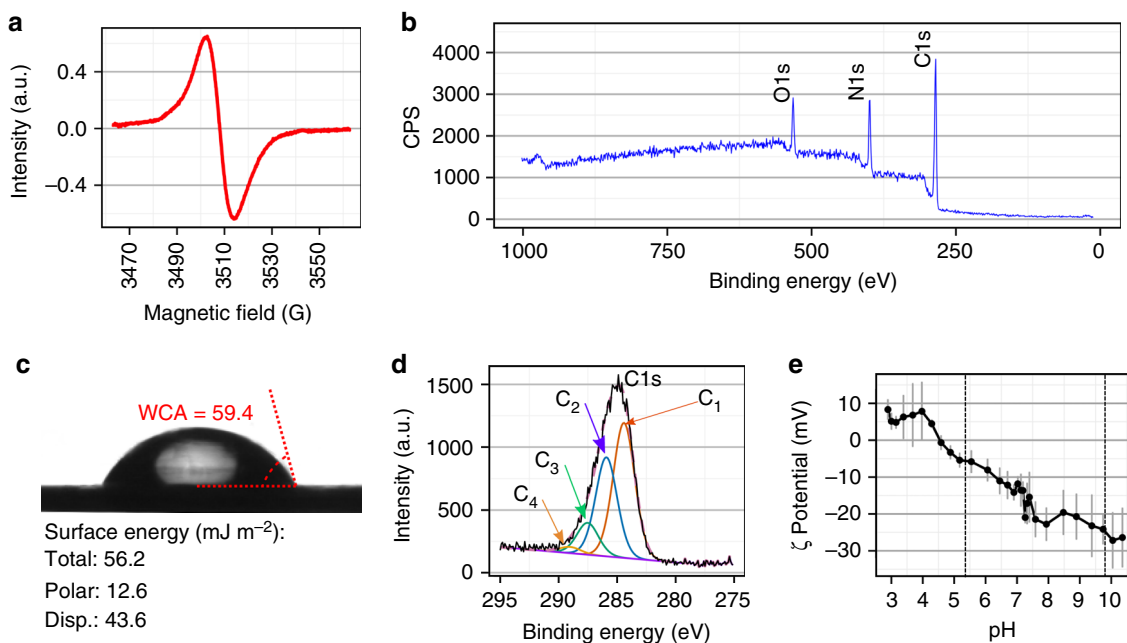 a
0.4
0.0
−0.4
Intensity (a.u.)
3470
3490
3510
3530
3550
Magnetic field (G)
b
4000
3000
2000
1000
0
CPS
O1s
N1s
C1s
1000
750
500
250
0
Binding energy (eV)
c
WCA = 59.4
Surface energy (mJ m⁻²):
Total: 56.2
Polar: 12.6
Disp.: 43.6
d
1500
1000
500
0
Intensity (a.u.)
C1s
C₁
C₂
C₃
C₄
295
290
285
280
275
Binding energy (eV)
e
10
0
−10
−20
−30
ζ Potential (mV)
3 4 5 6 7 8 9 10
pH